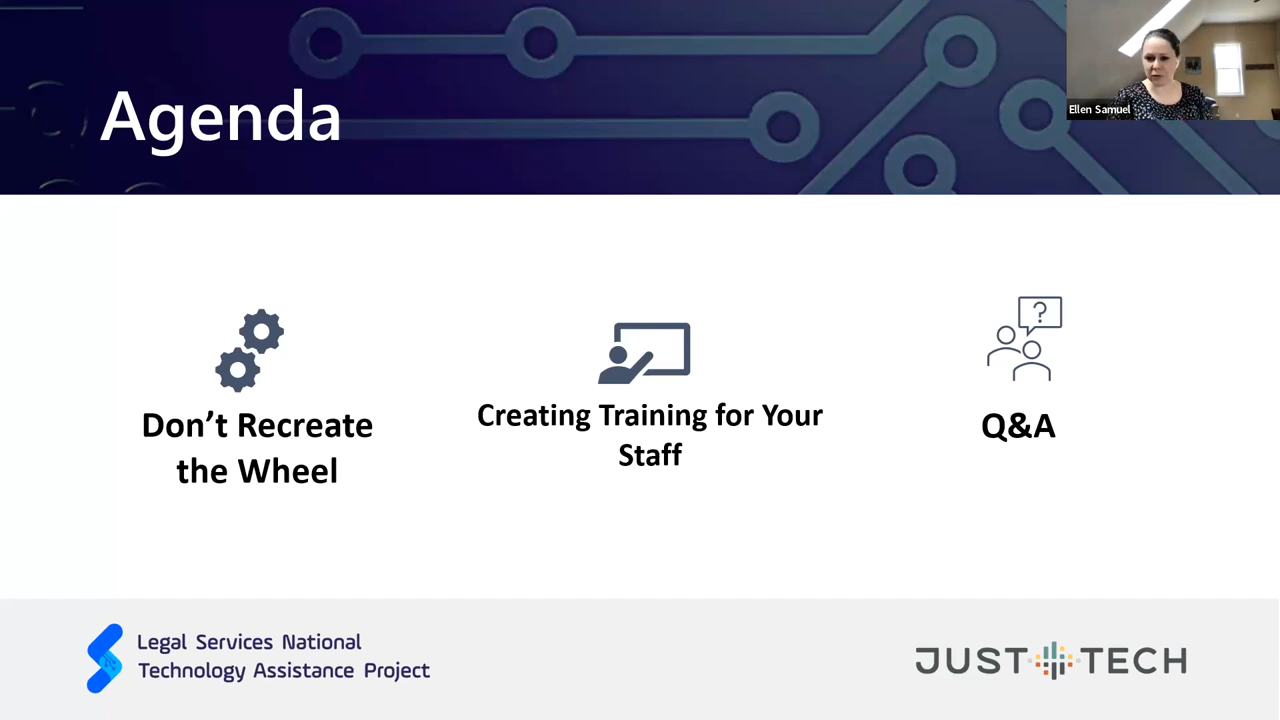 Agenda
Ellen Samuel
?
Don’t Recreate
the Wheel
Creating Training for Your
Staff
Q&A
Legal Services National
Technology Assistance Project
JUST TECH